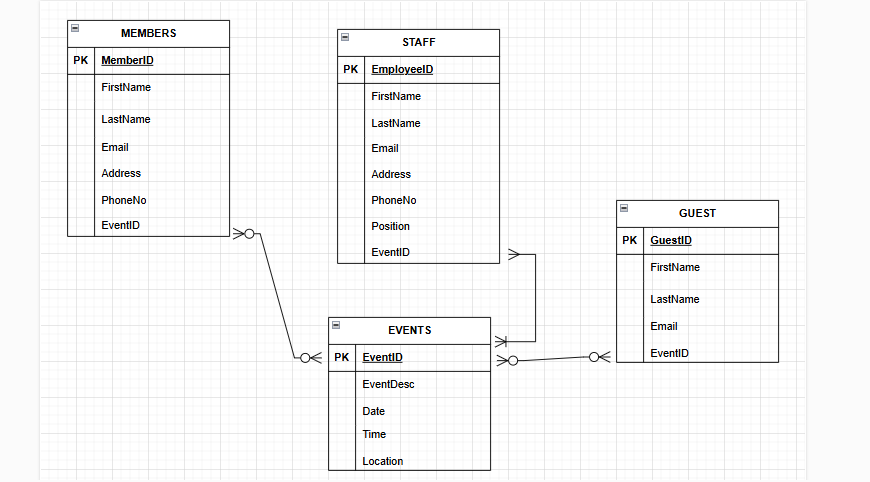 MEMBERS
PK MemberID
FirstName
LastName
Email
Address
PhoneNo
EventID
STAFF
PK EmployeeID
FirstName
LastName
Email
Address
PhoneNo
Position
EventID
GUEST
PK GuestID
FirstName
LastName
Email
EventID
EVENTS
PK EventID
EventDesc
Date
Time
Location